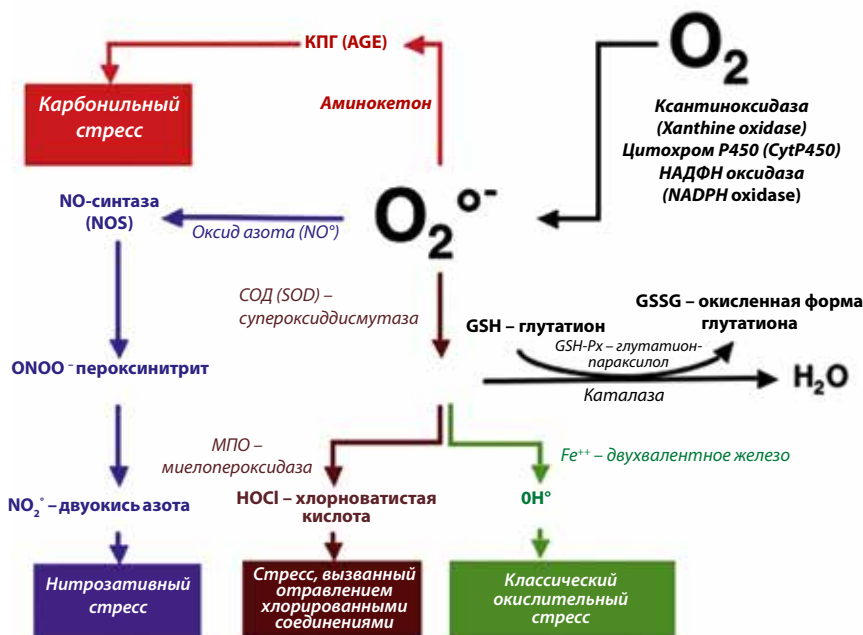 КПГ (AGE)
O2
Карбонильный
стресс
Аминокетон
Ксантиноксидаза
(Xanthine oxidase)
Цитохром P450 (CytP450)
НАДФН оксидаза
(NADPH oxidase)
NO-синтаза
(NOS)
Оксид азота (NO°)
O2°-
СОД (SOD) –
супероксиддисмутаза
GSH – глутатион
GSSG – окисленная форма
глутатиона
GSH-Px – глутатион-
параксилол
ONOO - пероксинитрит
Каталаза
H2O
МПО –
миелопероксидаза
Fe++ – двухвалентное железо
NO2° – двуокись азота
HOCl – хлорноватистая
кислота
0H°
Нитрозативный
стресс
Стресс, вызванный
отравлением
хлорированными
соединениями
Классический
окислительный
стресс